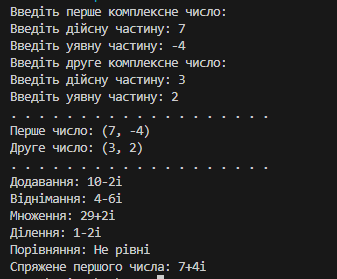 Введіть перше комплексне число:
Введіть дійсну частину: 7
Введіть уявну частину: -4
Введіть друге комплексне число:
Введіть дійсну частину: 3
Введіть уявну частину: 2
. . . . . . . . . . . . . . . . . . . . .
Перше число: (7, -4)
Друге число: (3, 2)
. . . . . . . . . . . . . . . . . . . . .
Додавання: 10-2i
Віднімання: 4-6i
Множення: 29+2i
Ділення: 1-2i
Порівняння: Не рівні
Спряжене першого числа: 7+4i